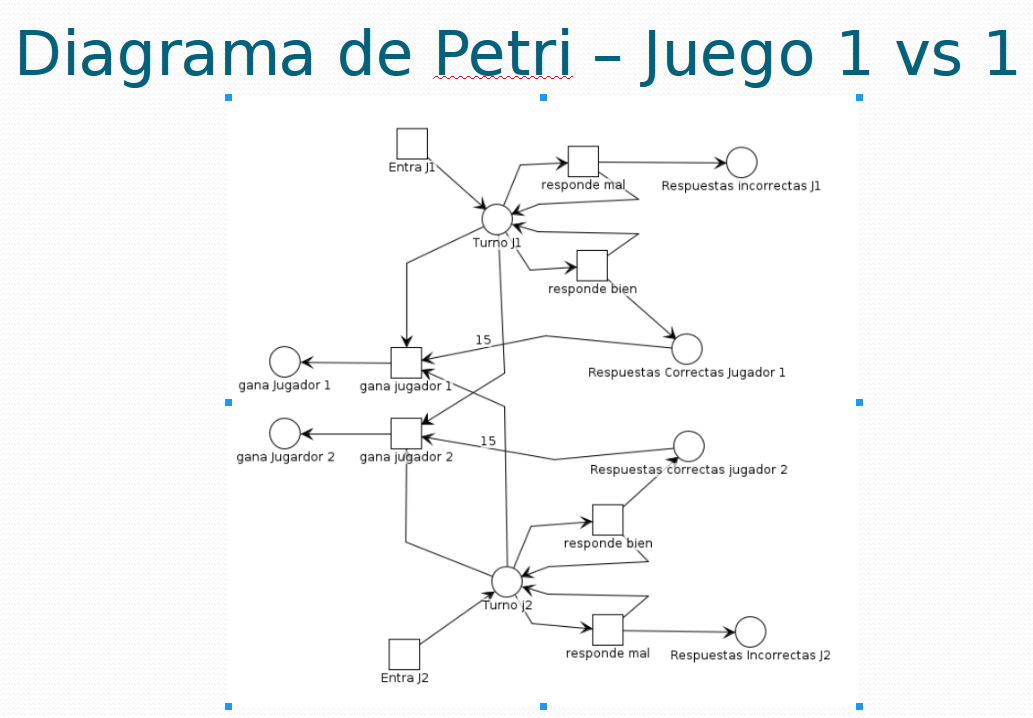 Diagrama de Petri – Juego 1 vs 1
Entra J1
responde mal
Respuestas incorrectas J1
Turno J1
responde bien
15
Respuestas Correctas Jugador 1
gana Jugador 1
gana jugador 1
15
gana Jugardor 2
gana jugador 2
Respuestas correctas jugador 2
responde bien
Turno j2
responde mal
Respuestas Incorrectas J2
Entra J2